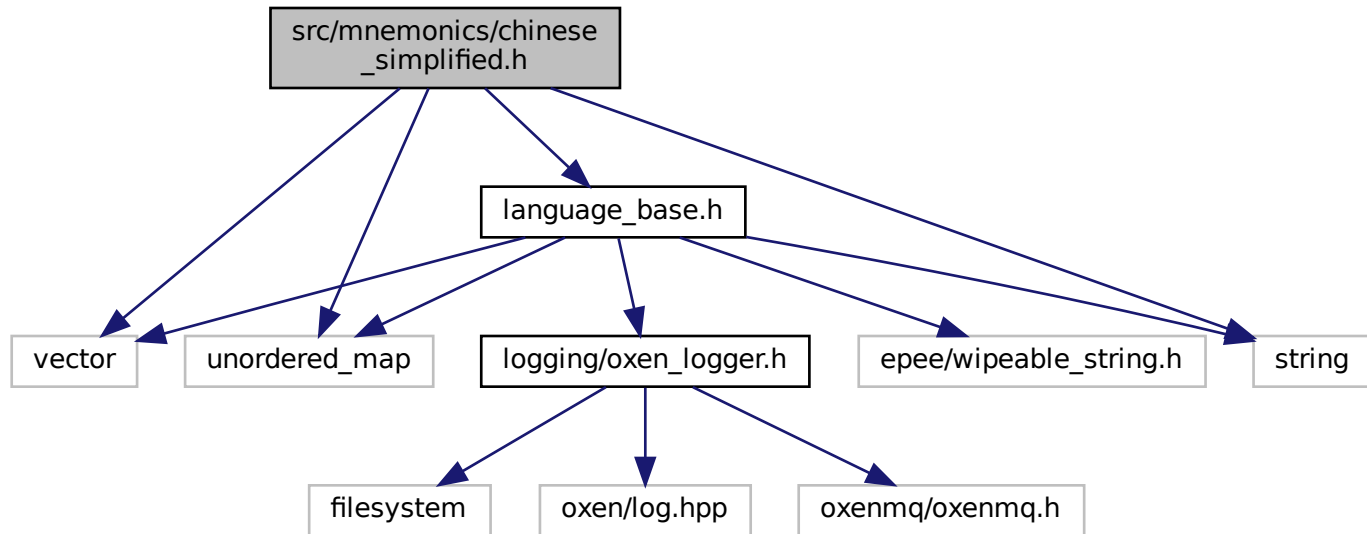 src/mnemonics/chinese
_simplified.h
language_base.h
vector
unordered_map
logging/oxen_logger.h
epee/wipeable_string.h
string
filesystem
oxen/log.hpp
oxenmq/oxenmq.h